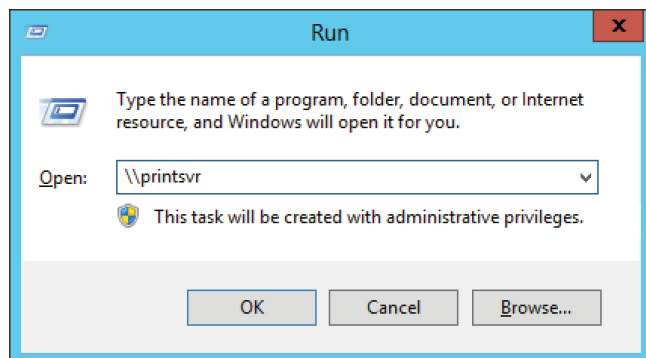 Run
x
Type the name of a program, folder, document, or Internet
resource, and Windows will open it for you.
Open:
\\printsvr
This task will be created with administrative privileges.
OK
Cancel
Browse...